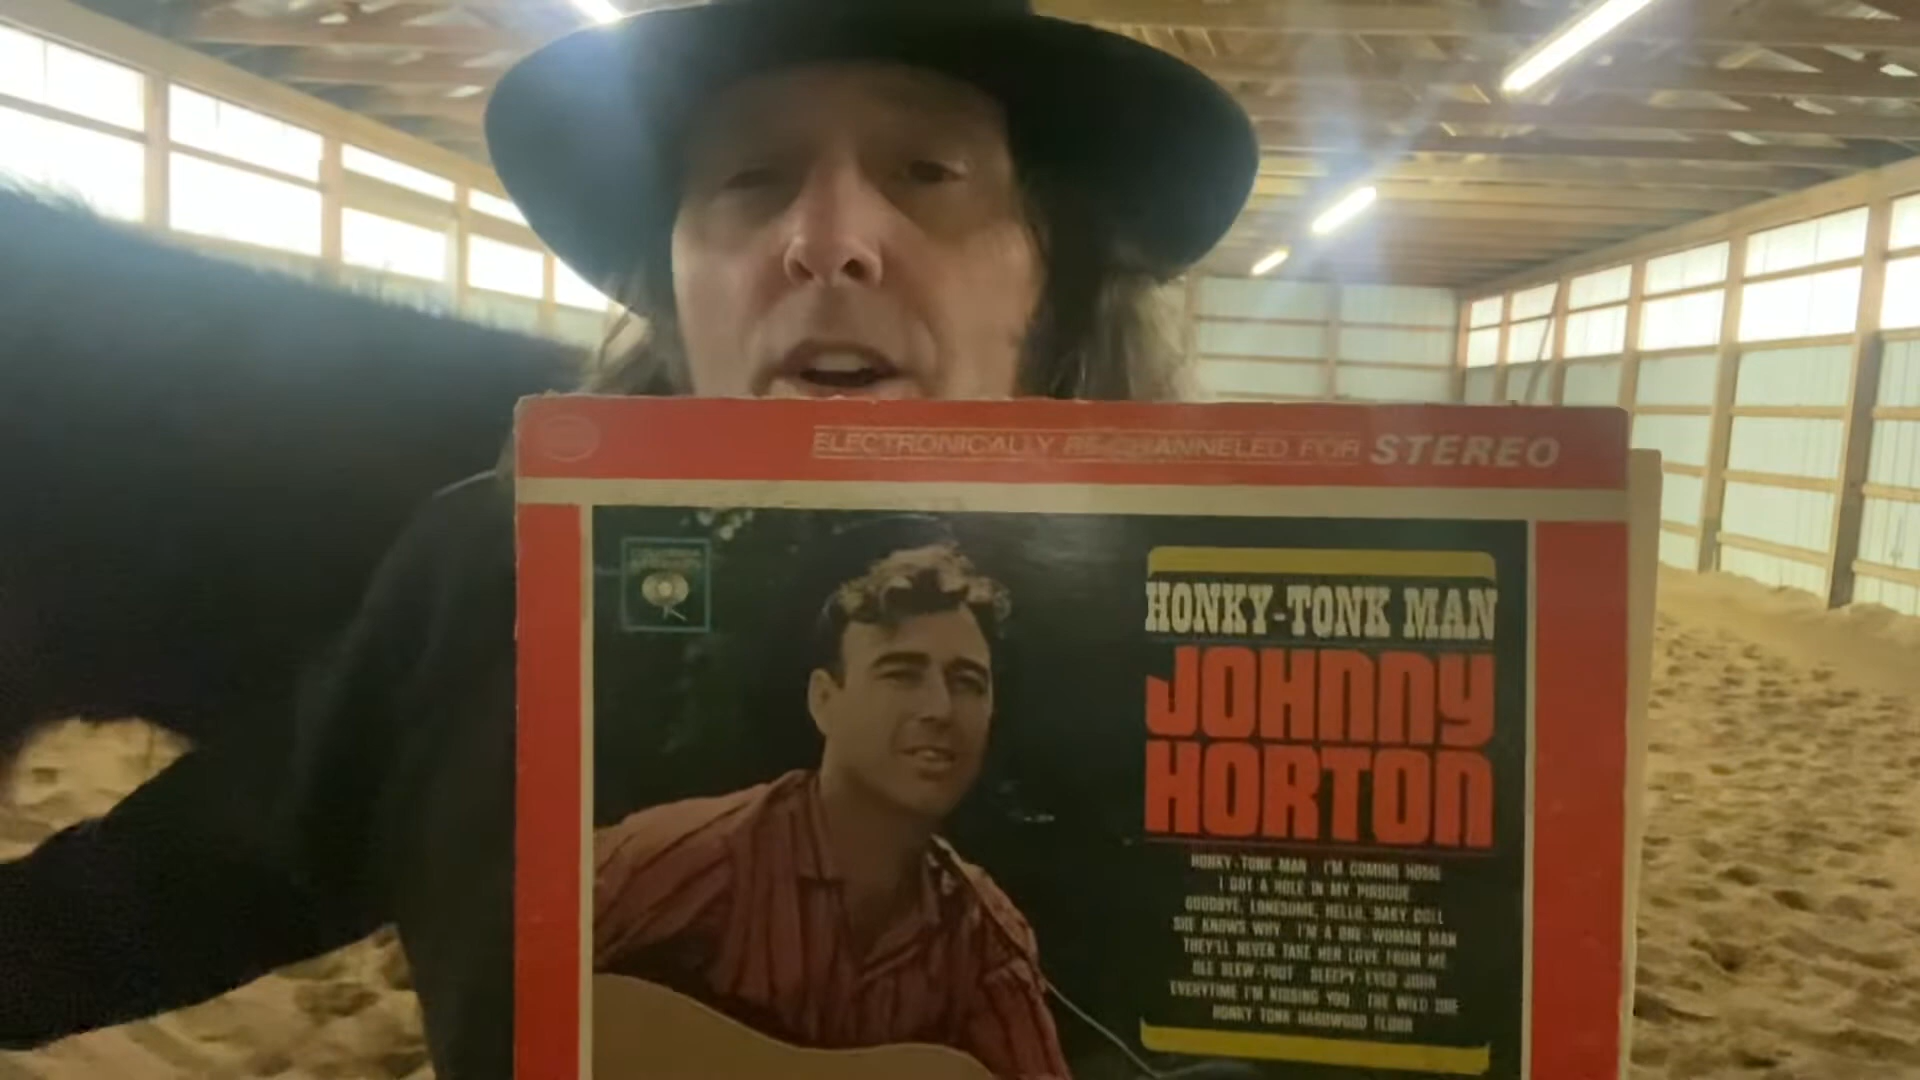 ELECTRONICALLY RE-CHANNELED FOR STEREO
HONKY-TONK MAN
JOHNNY
HORTON
HONKY-TONK MAN I'M COMING HOME
I GOT A HOLE IN MY PIROGUE
GOODBYE, LONESOME, HELLO, BABY DOLL
SHE KNOWS WHY I'M A ONE-WOMAN MAN
THEY'LL NEVER TAKE HER LOVE FROM ME
OLE SLEW-FOOT SLEEPY-EYED JOHN
EVERYTIME I'M KISSING YOU THE WILD ONE
HONKY TONK HARDWOOD FLOOR